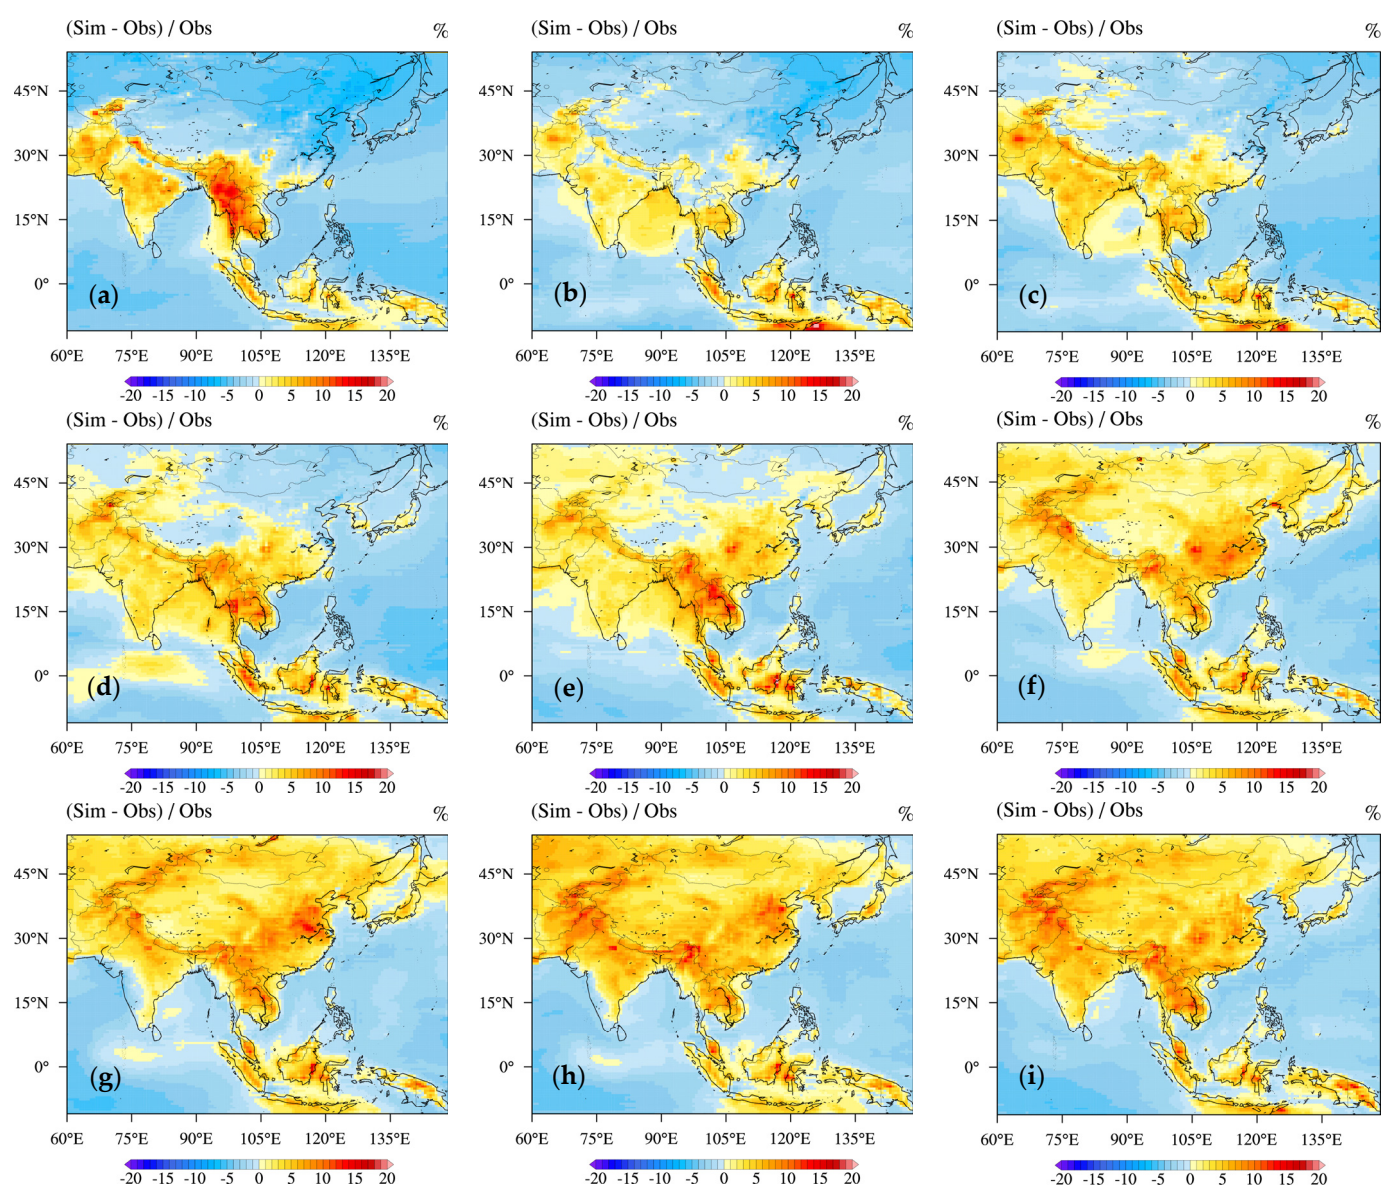 (Sim - Obs) / Obs % (Sim - Obs) / Obs % (Sim - Obs) / Obs %
45°N 45°N 45°N
30°N 30°N 30°N
15°N 15°N 15°N
0° 0° 0°
(a) (b) (c)
60°E 75°E 90°E 105°E 120°E 135°E 60°E 75°E 90°E 105°E 120°E 135°E 60°E 75°E 90°E 105°E 120°E 135°E
-20 -15 -10 -5 0 5 10 15 20 -20 -15 -10 -5 0 5 10 15 20 -20 -15 -10 -5 0 5 10 15 20
(Sim - Obs) / Obs % (Sim - Obs) / Obs % (Sim - Obs) / Obs %
45°N 45°N 45°N
30°N 30°N 30°N
15°N 15°N 15°N
0° 0° 0°
(d) (e) (f)
60°E 75°E 90°E 105°E 120°E 135°E 60°E 75°E 90°E 105°E 120°E 135°E 60°E 75°E 90°E 105°E 120°E 135°E
-20 -15 -10 -5 0 5 10 15 20 -20 -15 -10 -5 0 5 10 15 20 -20 -15 -10 -5 0 5 10 15 20
(Sim - Obs) / Obs % (Sim - Obs) / Obs % (Sim - Obs) / Obs %
45°N 45°N 45°N
30°N 30°N 30°N
15°N 15°N 15°N
0° 0° 0°
(g) (h) (i)
60°E 75°E 90°E 105°E 120°E 135°E 60°E 75°E 90°E 105°E 120°E 135°E 60°E 75°E 90°E 105°E 120°E 135°E
-20 -15 -10 -5 0 5 10 15 20 -20 -15 -10 -5 0 5 10 15 20 -20 -15 -10 -5 0 5 10 15 20